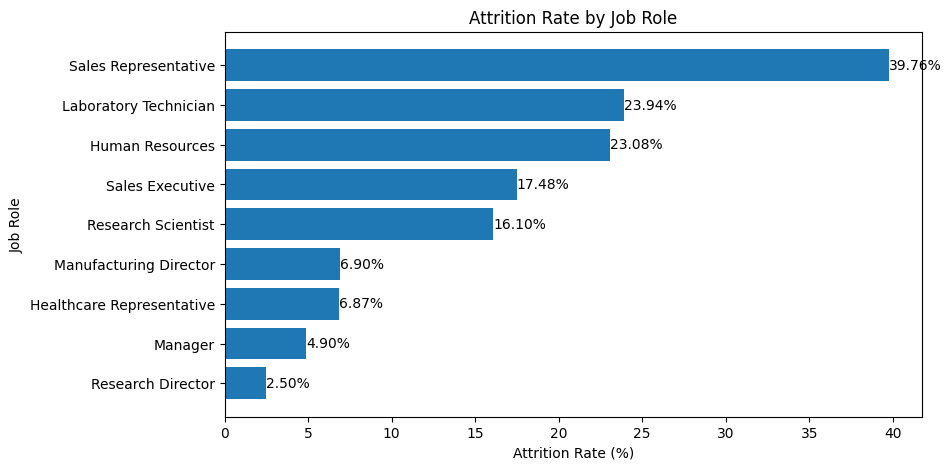 Attrition Rate by Job Role
Job Role
Sales Representative 39.76%
Laboratory Technician 23.94%
Human Resources 23.08%
Sales Executive 17.48%
Research Scientist 16.10%
Manufacturing Director 6.90%
Healthcare Representative 6.87%
Manager 4.90%
Research Director 2.50%
0 5 10 15 20 25 30 35 40
Attrition Rate (%)